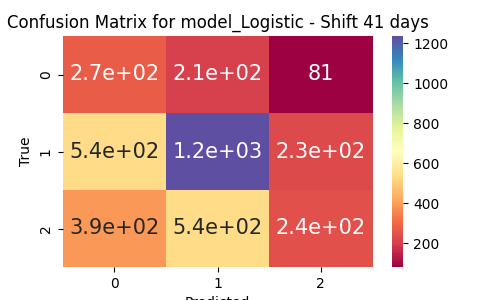 Confusion Matrix for model_Logistic - Shift 41 days
0 2.7e+02 2.1e+02 81
1 5.4e+02 1.2e+03 2.3e+02
2 3.9e+02 5.4e+02 2.4e+02
True
0 1 2
Predicted
1200
1000
800
600
400
200